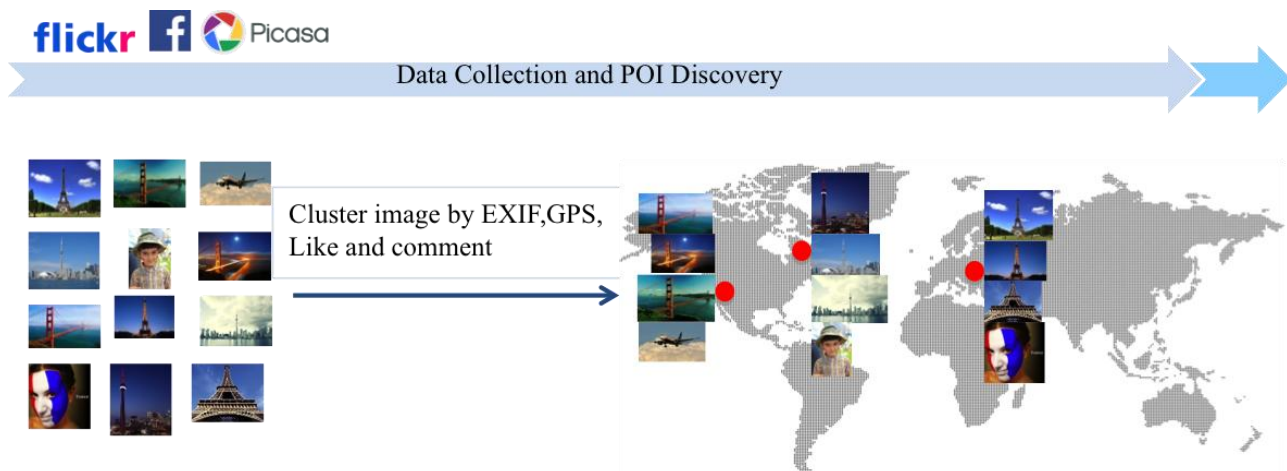 flickr f Picasa
Data Collection and POI Discovery
Cluster image by EXIF,GPS,
Like and comment